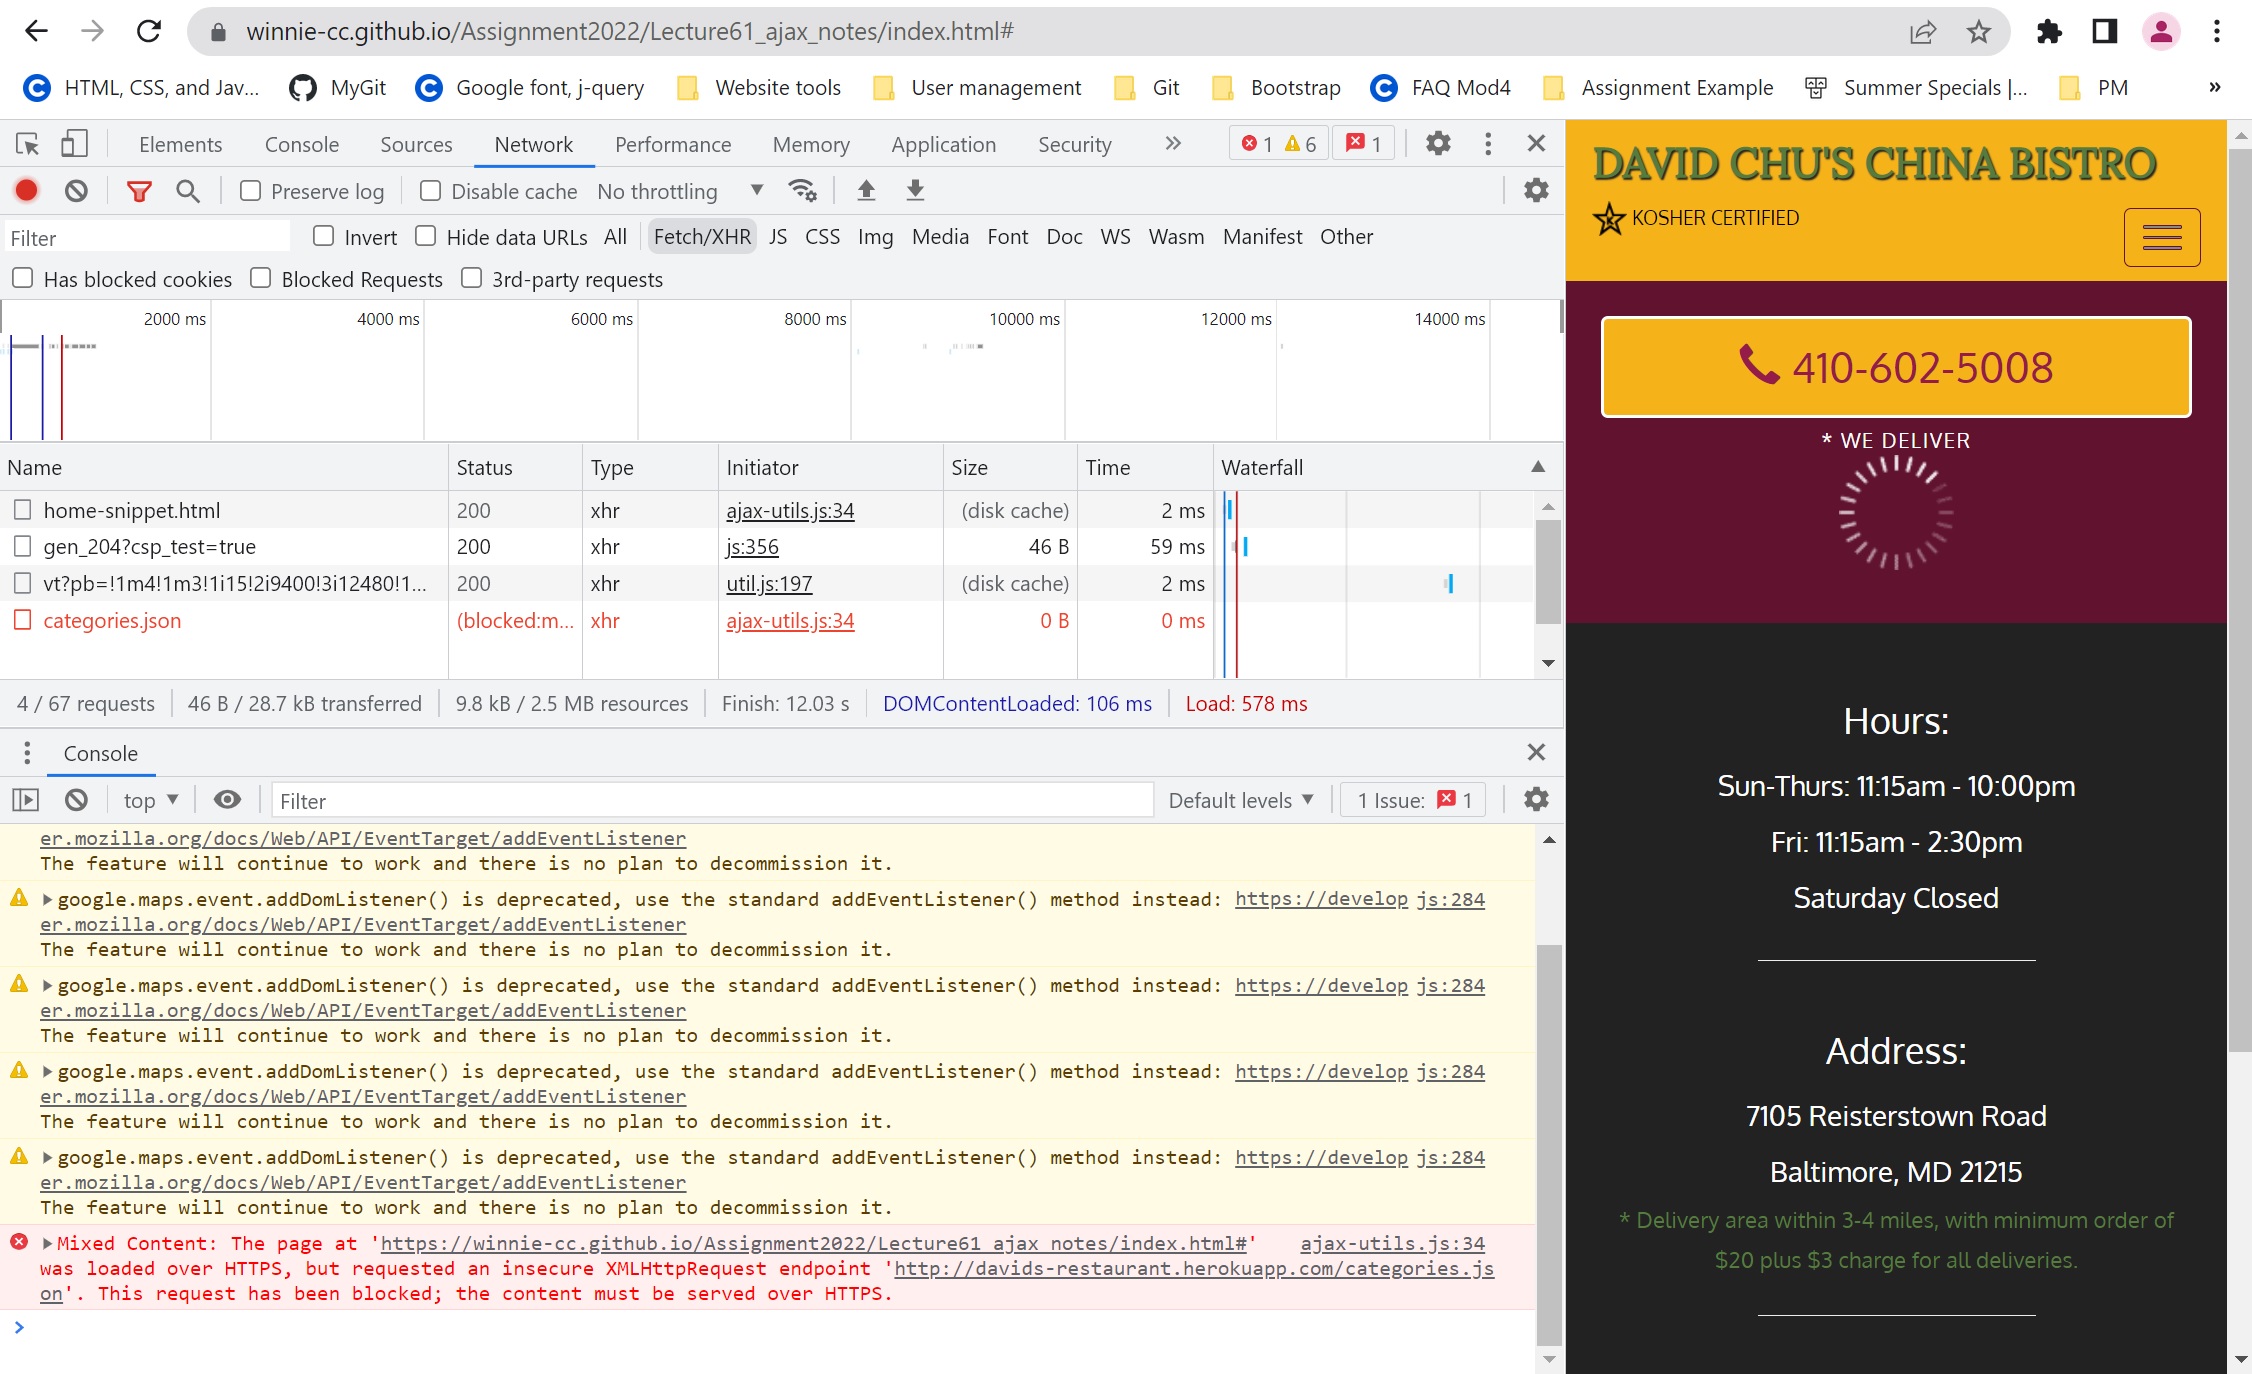 winnie-cc.github.io/Assignment2022/Lecture61_ajax_notes/index.html#
HTML, CSS, and Jav... MyGit Google font, j-query Website tools User management Git Bootstrap FAQ Mod4 Assignment Example Summer Specials |... PM »
Elements Console Sources Network Performance Memory Application Security » 1 6 1
Preserve log Disable cache No throttling
Filter Invert Hide data URLs All Fetch/XHR JS CSS Img Media Font Doc WS Wasm Manifest Other
Has blocked cookies Blocked Requests 3rd-party requests
2000 ms 4000 ms 6000 ms 8000 ms 10000 ms 12000 ms 14000 ms
Name Status Type Initiator Size Time Waterfall
home-snippet.html 200 xhr ajax-utils.js:34 (disk cache) 2 ms
gen_204?csp_test=true 200 xhr js:356 46 B 59 ms
vt?pb=!1m4!1m3!1i15!2i9400!3i12480!1... 200 xhr util.js:197 (disk cache) 2 ms
categories.json (blocked:m... xhr ajax-utils.js:34 0 B 0 ms
4 / 67 requests 46 B / 28.7 kB transferred 9.8 kB / 2.5 MB resources Finish: 12.03 s DOMContentLoaded: 106 ms Load: 578 ms
Console
top Filter Default levels 1 Issue: 1
er.mozilla.org/docs/Web/API/EventTarget/addEventListener
The feature will continue to work and there is no plan to decommission it.
google.maps.event.addDomListener() is deprecated, use the standard addEventListener() method instead: https://develop js:284
er.mozilla.org/docs/Web/API/EventTarget/addEventListener
The feature will continue to work and there is no plan to decommission it.
google.maps.event.addDomListener() is deprecated, use the standard addEventListener() method instead: https://develop js:284
er.mozilla.org/docs/Web/API/EventTarget/addEventListener
The feature will continue to work and there is no plan to decommission it.
google.maps.event.addDomListener() is deprecated, use the standard addEventListener() method instead: https://develop js:284
er.mozilla.org/docs/Web/API/EventTarget/addEventListener
The feature will continue to work and there is no plan to decommission it.
google.maps.event.addDomListener() is deprecated, use the standard addEventListener() method instead: https://develop js:284
er.mozilla.org/docs/Web/API/EventTarget/addEventListener
The feature will continue to work and there is no plan to decommission it.
Mixed Content: The page at 'https://winnie-cc.github.io/Assignment2022/Lecture61_ajax_notes/index.html#' ajax-utils.js:34
was loaded over HTTPS, but requested an insecure XMLHttpRequest endpoint 'http://davids-restaurant.herokuapp.com/categories.js
on'. This request has been blocked; the content must be served over HTTPS.
DAVID CHU'S CHINA BISTRO
K KOSHER CERTIFIED
410-602-5008
* WE DELIVER
Hours:
Sun-Thurs: 11:15am - 10:00pm
Fri: 11:15am - 2:30pm
Saturday Closed
Address:
7105 Reisterstown Road
Baltimore, MD 21215
* Delivery area within 3-4 miles, with minimum order of
$20 plus $3 charge for all deliveries.